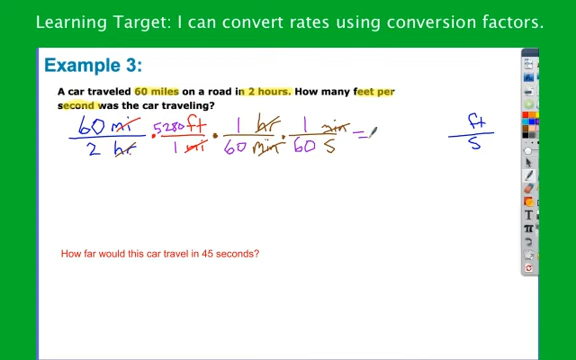 Learning Target: I can convert rates using conversion factors.
Example 3:
A car traveled 60 miles on a road in 2 hours. How many feet per
second was the car traveling?
60 mi / 2 hr · 5280 ft / 1 mi · 1 hr / 60 min · 1 min / 60 s = ft / s
How far would this car travel in 45 seconds?
T
π